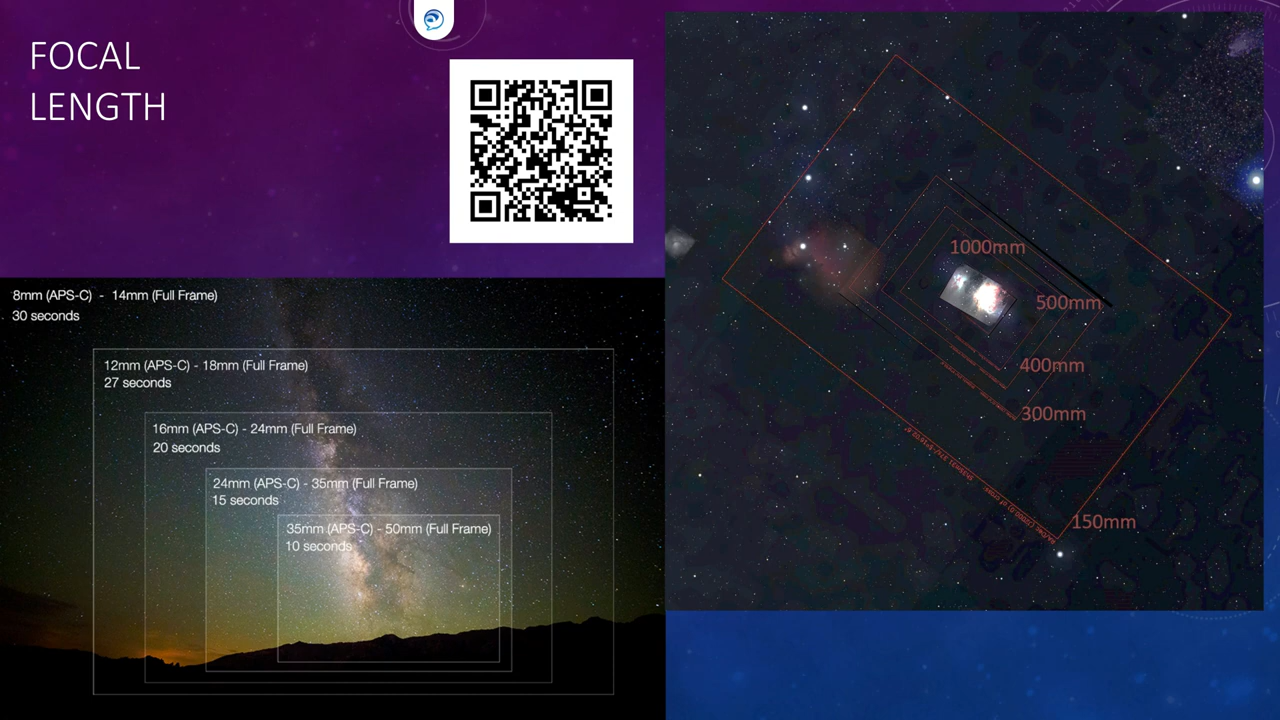 FOCAL
LENGTH
8mm (APS-C) - 14mm (Full Frame)
30 seconds
12mm (APS-C) - 18mm (Full Frame)
27 seconds
16mm (APS-C) - 24mm (Full Frame)
20 seconds
24mm (APS-C) - 35mm (Full Frame)
15 seconds
35mm (APS-C) - 50mm (Full Frame)
10 seconds
1000mm
500mm
400mm
300mm
150mm